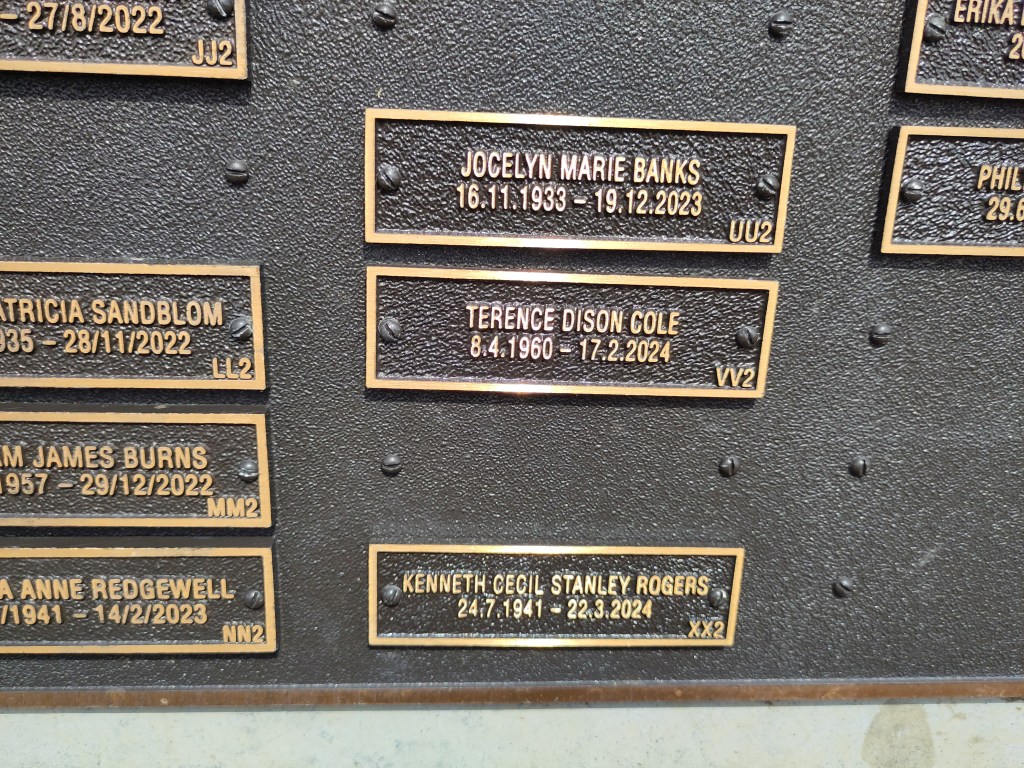 – 27/8/2022
JJ2
ATRICIA SANDBLOM
935 – 28/11/2022
LL2
JAMES BURNS
1957 – 29/12/2022
MM2
ANNE REDGEWELL
/1941 – 14/2/2023
NN2
JOCELYN MARIE BANKS
16.11.1933 – 19.12.2023
UU2
TERENCE DISON COLE
8.4.1960 – 17.2.2024
VV2
KENNETH CECIL STANLEY ROGERS
24.7.1941 – 22.3.2024
XX2
ERIKA
PHIL
29.6